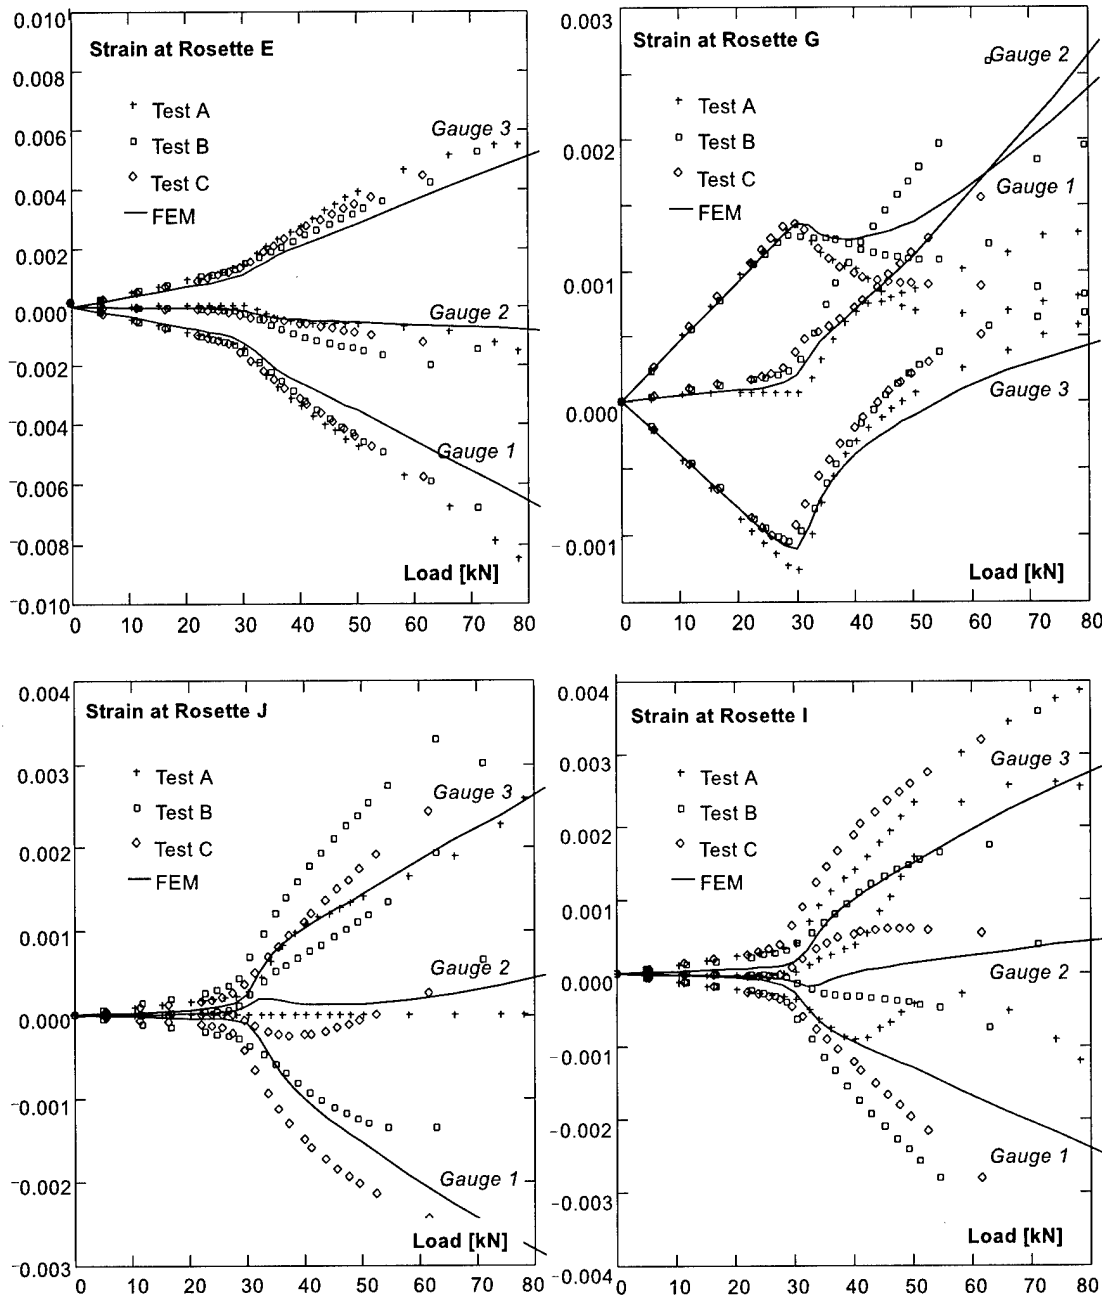 Strain at Rosette E
0.010
0.008
0.006
0.004
0.002
0.000
-0.002
-0.004
-0.006
-0.008
-0.010
Test A
Test B
Test C
FEM
Gauge 3
Gauge 2
Gauge 1
Load [kN]
0 10 20 30 40 50 60 70 80
Strain at Rosette G
0.003
0.002
0.001
0.000
-0.001
Test A
Test B
Test C
FEM
Gauge 2
Gauge 1
Gauge 3
Load [kN]
0 10 20 30 40 50 60 70 80
Strain at Rosette J
0.004
0.003
0.002
0.001
0.000
-0.001
-0.002
-0.003
Test A
Test B
Test C
FEM
Gauge 3
Gauge 2
Gauge 1
Load [kN]
0 10 20 30 40 50 60 70 80
Strain at Rosette I
0.004
0.003
0.002
0.001
0.000
-0.001
-0.002
-0.003
-0.004
Test A
Test B
Test C
FEM
Gauge 3
Gauge 2
Gauge 1
Load [kN]
0 10 20 30 40 50 60 70 80